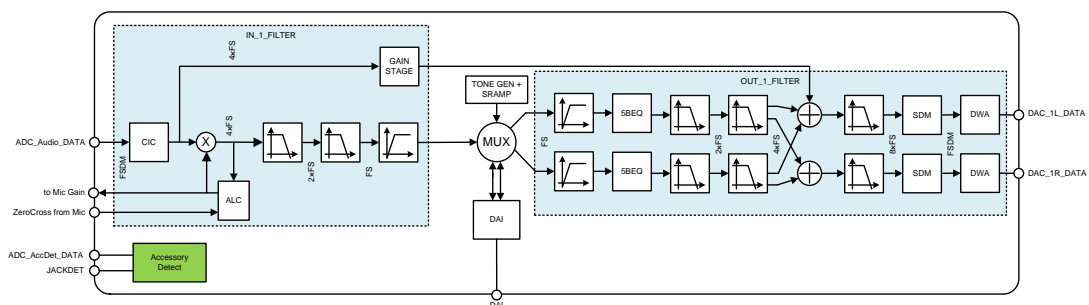 IN_1_FILTER
4xFS
GAIN
STAGE
TONE GEN +
SRAMP
OUT_1_FILTER
ADC_Audio_DATA
FSDM
CIC
X
4xFS
2xFS
FS
MUX
FS
5BEQ
2xFS
4xFS
8xFS
SDM
FSDM
DWA
DAC_1L_DATA
5BEQ
SDM
DWA
DAC_1R_DATA
to Mic Gain
ALC
ZeroCross from Mic
DAI
ADC_AccDet_DATA
JACKDET
Accessory
Detect
DAI